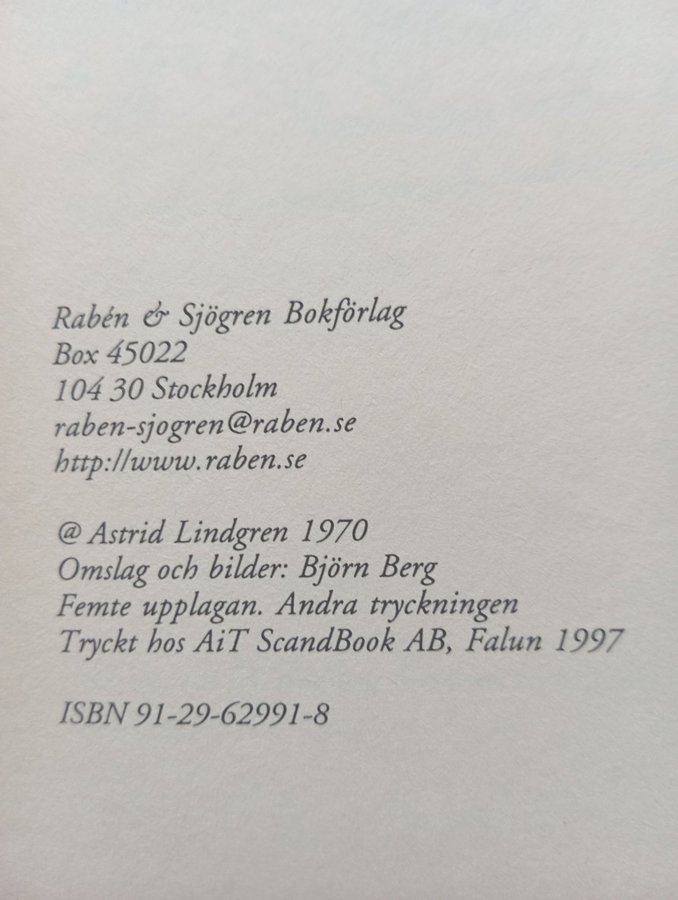 Rabén & Sjögren Bokförlag
Box 45022
104 30 Stockholm
raben-sjogren@raben.se
http://www.raben.se
@ Astrid Lindgren 1970
Omslag och bilder: Björn Berg
Femte upplagan. Andra tryckningen
Tryckt hos AiT ScandBook AB, Falun 1997
ISBN 91-29-62991-8